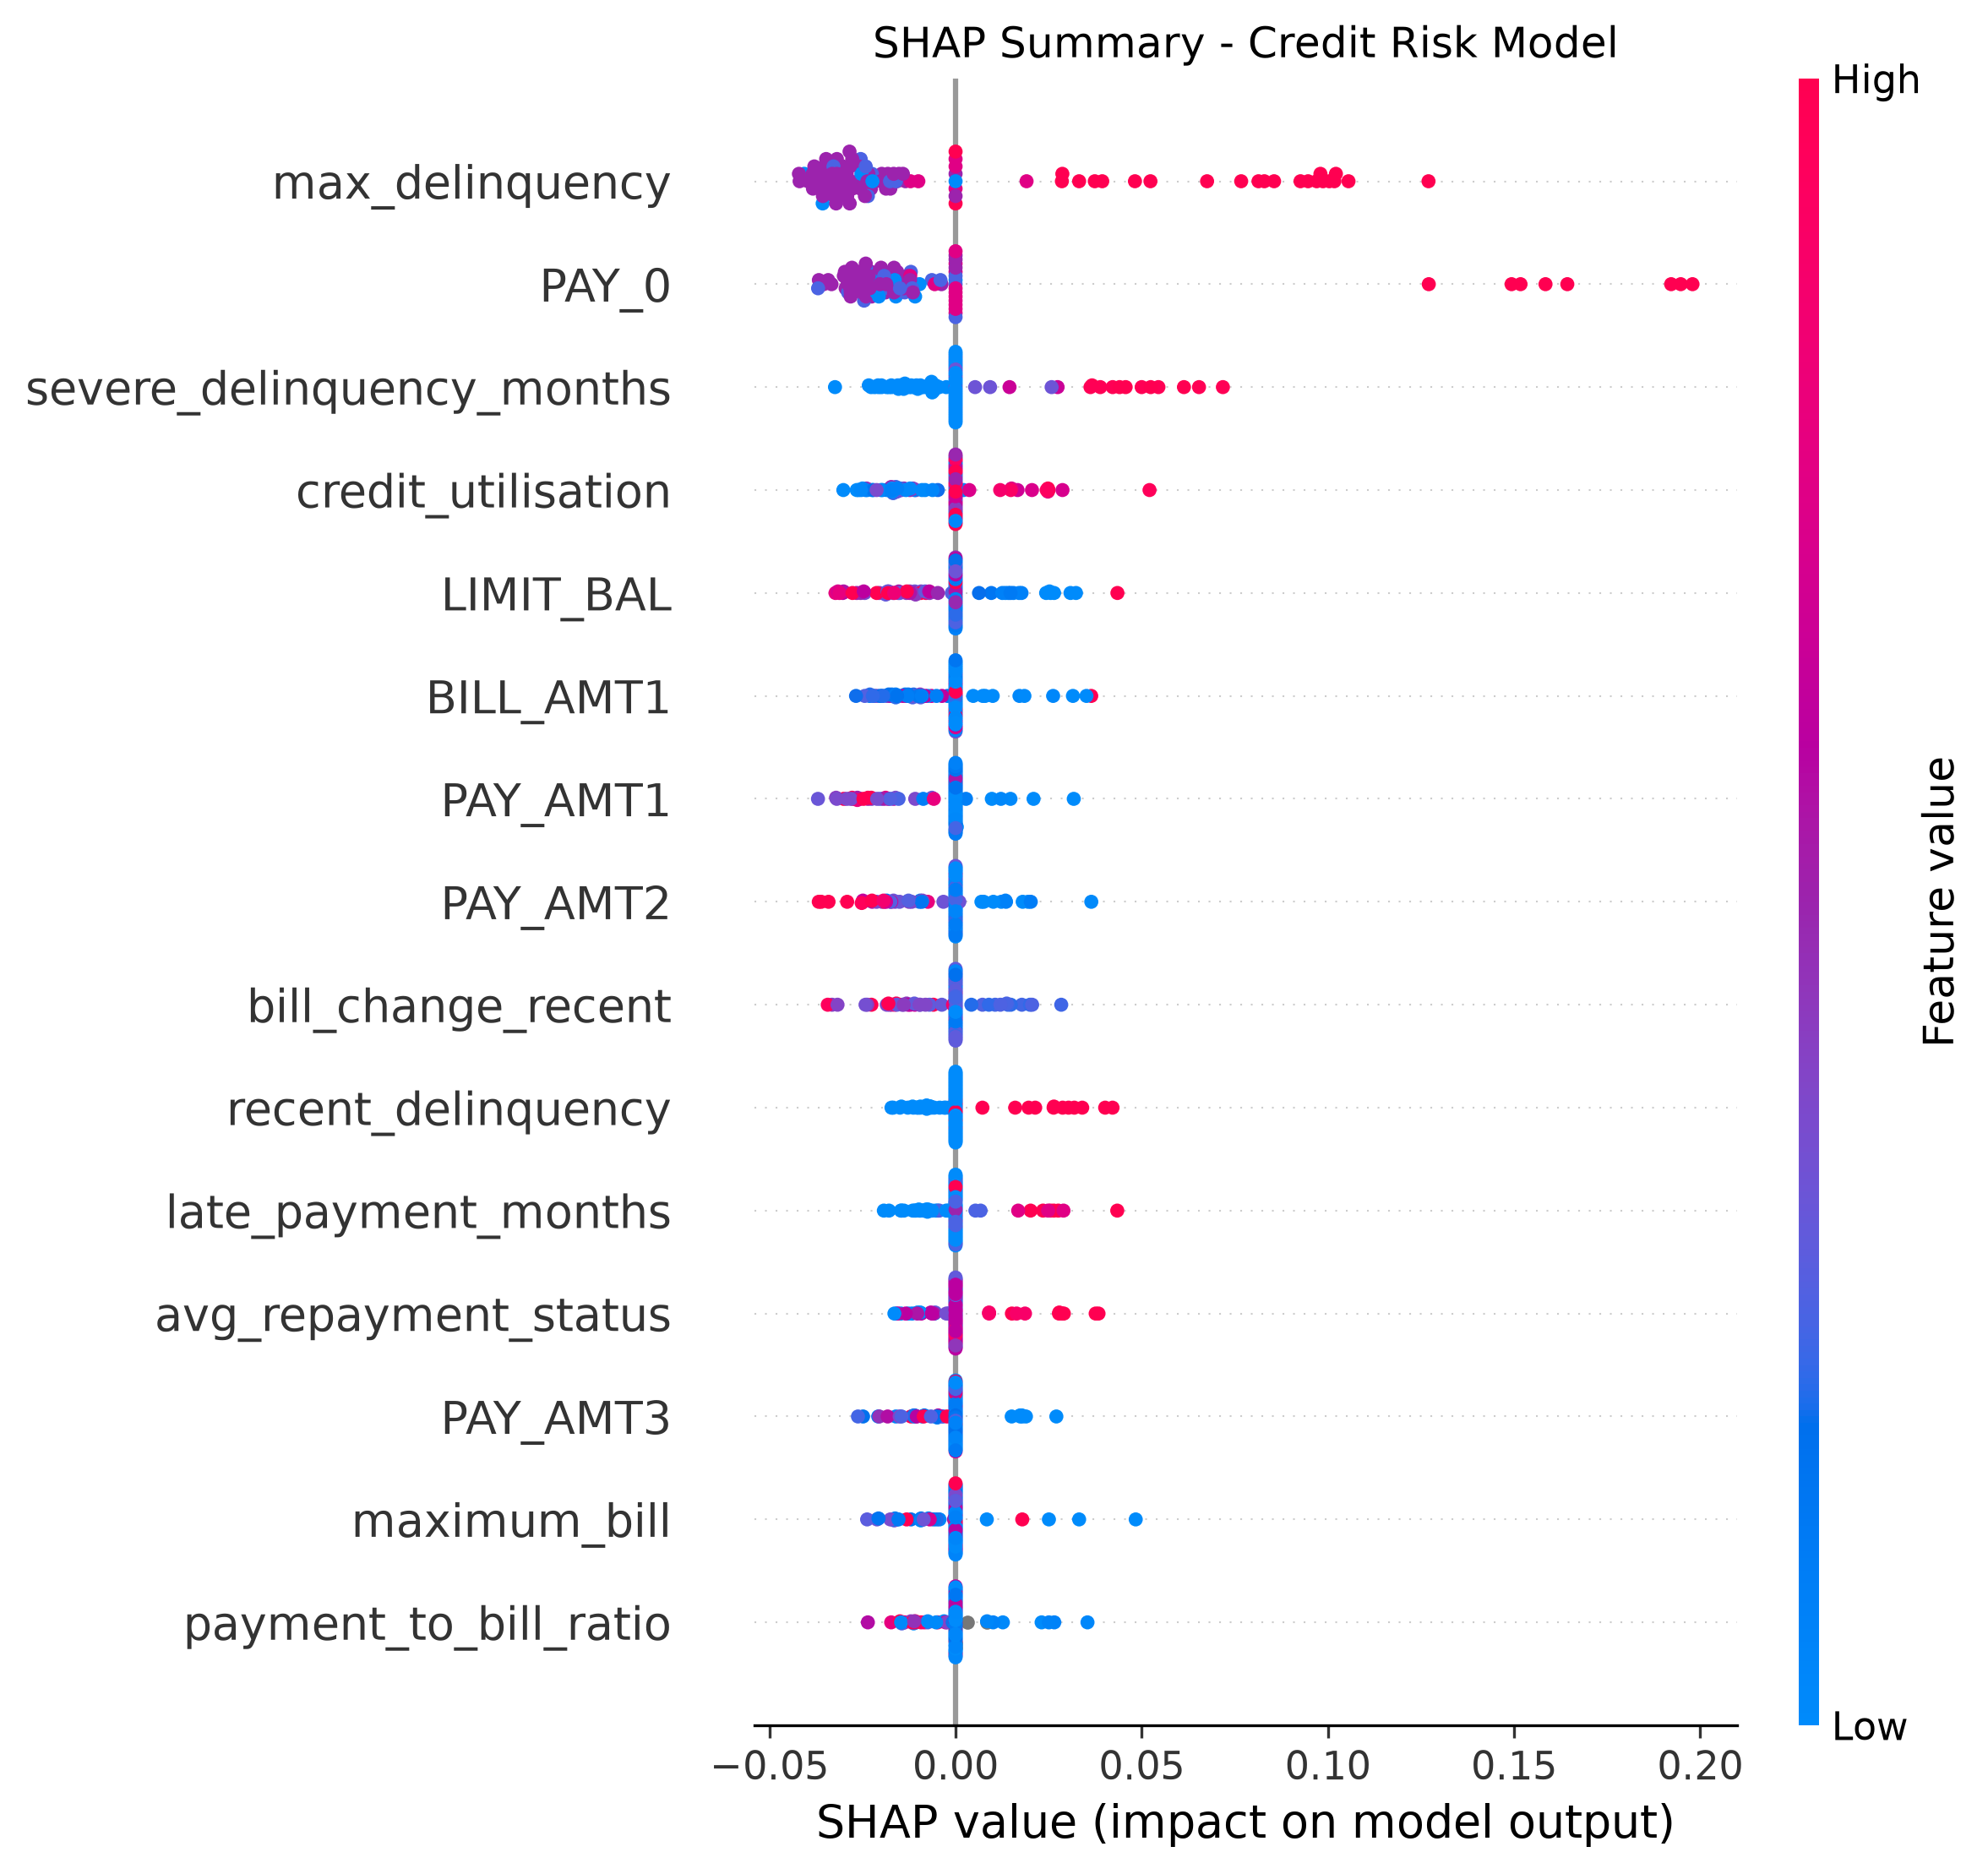 SHAP Summary - Credit Risk Model
High
max_delinquency
PAY_0
severe_delinquency_months
credit_utilisation
LIMIT_BAL
BILL_AMT1
PAY_AMT1
PAY_AMT2
bill_change_recent
recent_delinquency
late_payment_months
avg_repayment_status
PAY_AMT3
maximum_bill
payment_to_bill_ratio
Feature value
Low
−0.05 0.00 0.05 0.10 0.15 0.20
SHAP value (impact on model output)